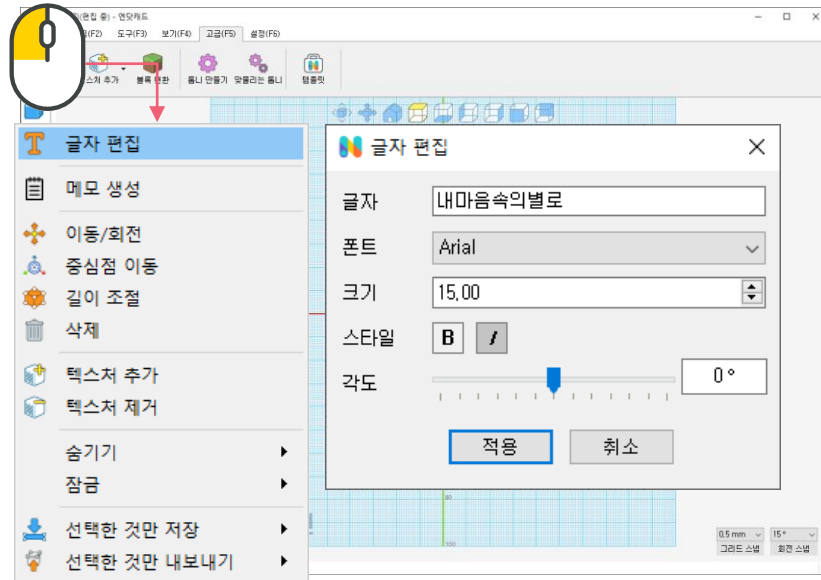 (편집 중) - 엔닷캐드
(F2) 도구(F3) 보기(F4) 고급(F5) 설정(F6)
스처 추가 블록 변환 톱니 만들기 맞물리는 톱니 템플릿
글자 편집
메모 생성
이동/회전
중심점 이동
길이 조절
삭제
텍스처 추가
텍스처 제거
숨기기
잠금
선택한 것만 저장
선택한 것만 내보내기
글자 편집
글자 내마음속의별로
폰트 Arial
크기 15,00
스타일 B I
각도 0°
적용 취소
80
100
0,5 mm 15°
그리드 스냅 회전 스냅